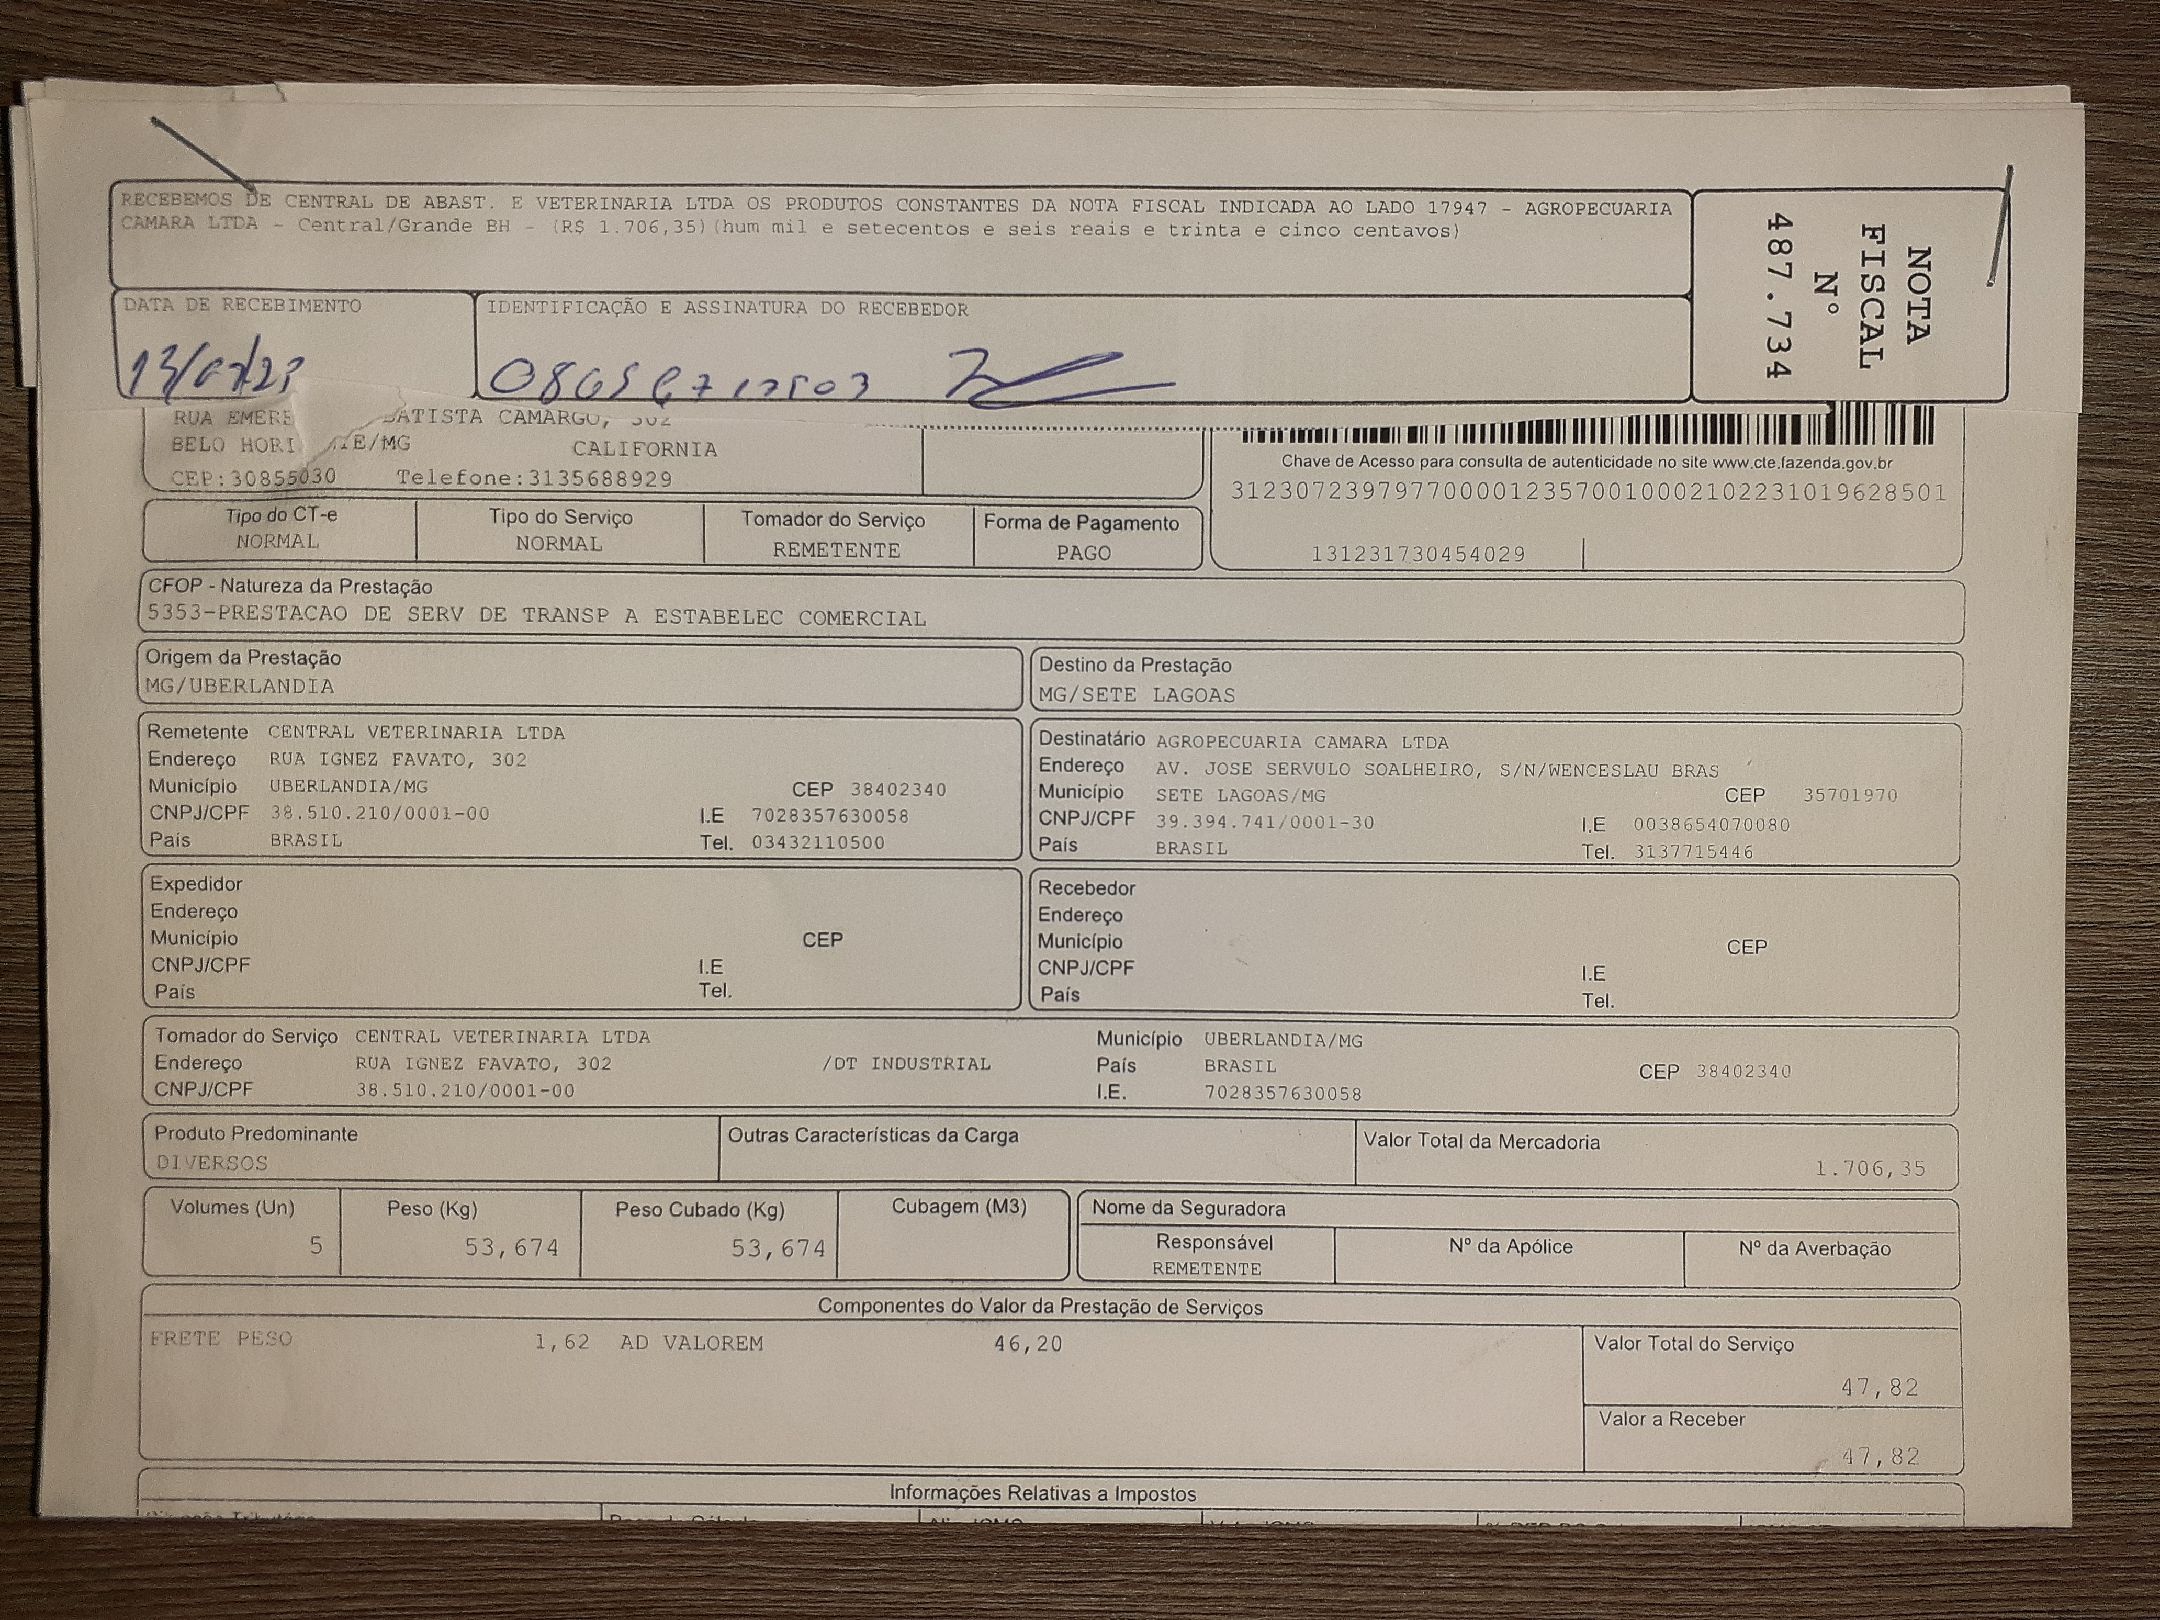 RECEBEMOS DE CENTRAL DE ABAST. E VETERINARIA LTDA OS PRODUTOS CONSTANTES DA NOTA FISCAL INDICADA AO LADO 17947 - AGROPECUARIA
CAMARA LTDA - Central/Grande BH - (R$ 1.706,35)(hum mil e setecentos e seis reais e trinta e cinco centavos)
NOTA
FISCAL
Nº
487.734
DATA DE RECEBIMENTO
IDENTIFICAÇÃO E ASSINATURA DO RECEBEDOR
RUA BATISTA CAMARGO, 302
BELO /MG CALIFORNIA
CEP:30855030 Telefone:3135688929
Chave de Acesso para consulta de autenticidade no site www.cte.fazenda.gov.br
31230723979770000123570010002102231019628501
131231730454029
Tipo do CT-e Tipo do Serviço Tomador do Serviço Forma de Pagamento
NORMAL NORMAL REMETENTE PAGO
CFOP - Natureza da Prestação
5353-PRESTACAO DE SERV DE TRANSP A ESTABELEC COMERCIAL
Origem da Prestação
MG/UBERLANDIA
Destino da Prestação
MG/SETE LAGOAS
Remetente CENTRAL VETERINARIA LTDA
Endereço RUA IGNEZ FAVATO, 302
Município UBERLANDIA/MG CEP 38402340
CNPJ/CPF 38.510.210/0001-00 I.E 7028357630058
País BRASIL Tel. 03432110500
Destinatário AGROPECUARIA CAMARA LTDA
Endereço AV. JOSE SERVULO SOALHEIRO, S/N/WENCESLAU BRAS
Município SETE LAGOAS/MG CEP 35701970
CNPJ/CPF 39.394.741/0001-30 I.E 0038654070080
País BRASIL Tel. 3137715446
Expedidor
Endereço
Município CEP
CNPJ/CPF I.E
País Tel.
Recebedor
Endereço
Município CEP
CNPJ/CPF I.E
País Tel.
Tomador do Serviço CENTRAL VETERINARIA LTDA Município UBERLANDIA/MG
Endereço RUA IGNEZ FAVATO, 302 /DT INDUSTRIAL País BRASIL CEP 38402340
CNPJ/CPF 38.510.210/0001-00 I.E. 7028357630058
Produto Predominante Outras Características da Carga Valor Total da Mercadoria
DIVERSOS 1.706,35
Volumes (Un) Peso (Kg) Peso Cubado (Kg) Cubagem (M3)
5 53,674 53,674
Nome da Seguradora
Responsável Nº da Apólice Nº da Averbação
REMETENTE
Componentes do Valor da Prestação de Serviços
FRETE PESO 1,62 AD VALOREM 46,20
Valor Total do Serviço
47,82
Valor a Receber
47,82
Informações Relativas a Impostos